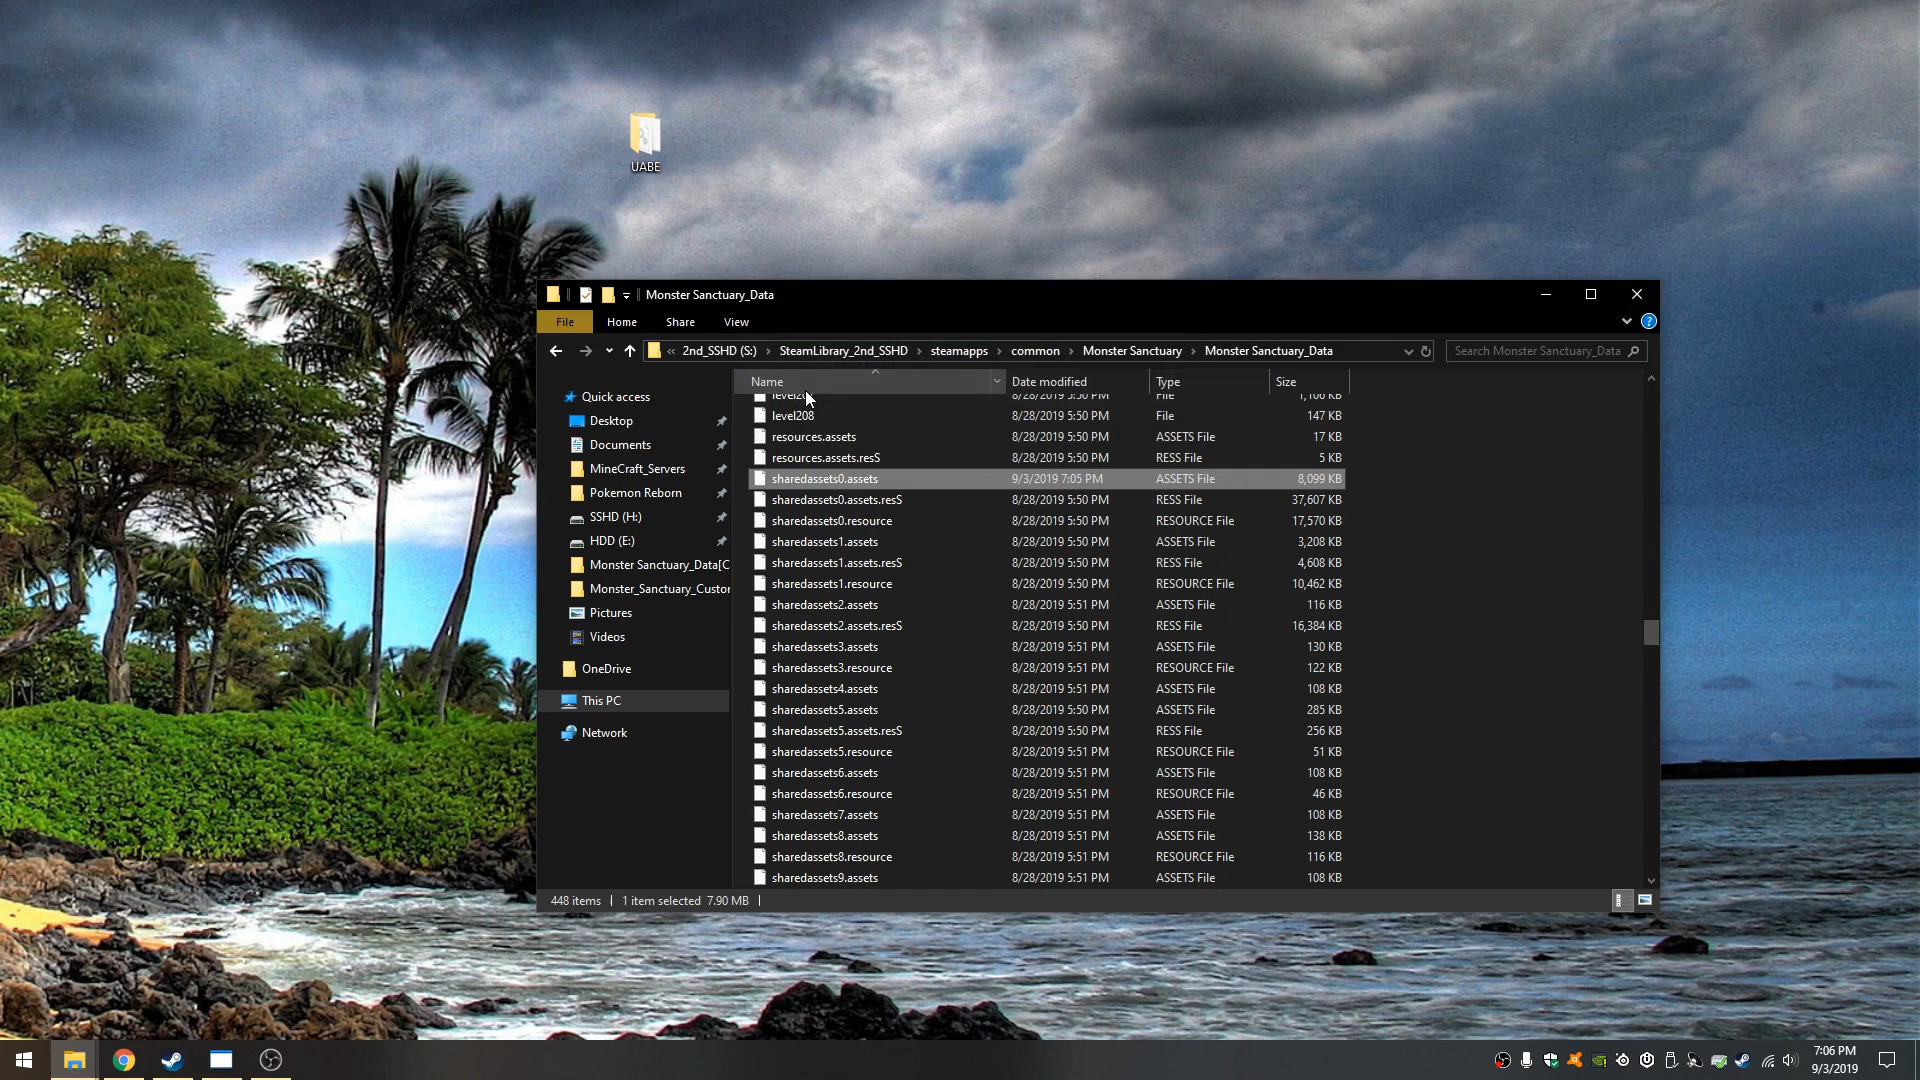 UABE
Monster Sanctuary_Data
File Home Share View
« 2nd_SSHD (S:) › SteamLibrary_2nd_SSHD › steamapps › common › Monster Sanctuary › Monster Sanctuary_Data
Search Monster Sanctuary_Data
Name Date modified Type Size
Quick access
Desktop
Documents
MineCraft_Servers
Pokemon Reborn
SSHD (H:)
HDD (E:)
Monster Sanctuary_Data[C
Monster_Sanctuary_Custor
Pictures
Videos
OneDrive
This PC
Network
8/28/2019 5:50 PM File 1,106 KB
level208 8/28/2019 5:50 PM File 147 KB
resources.assets 8/28/2019 5:50 PM ASSETS File 17 KB
resources.assets.resS 8/28/2019 5:50 PM RESS File 5 KB
sharedassets0.assets 9/3/2019 7:05 PM ASSETS File 8,099 KB
sharedassets0.assets.resS 8/28/2019 5:50 PM RESS File 37,607 KB
sharedassets0.resource 8/28/2019 5:50 PM RESOURCE File 17,570 KB
sharedassets1.assets 8/28/2019 5:50 PM ASSETS File 3,208 KB
sharedassets1.assets.resS 8/28/2019 5:50 PM RESS File 4,608 KB
sharedassets1.resource 8/28/2019 5:50 PM RESOURCE File 10,462 KB
sharedassets2.assets 8/28/2019 5:51 PM ASSETS File 116 KB
sharedassets2.assets.resS 8/28/2019 5:50 PM RESS File 16,384 KB
sharedassets3.assets 8/28/2019 5:51 PM ASSETS File 130 KB
sharedassets3.resource 8/28/2019 5:51 PM RESOURCE File 122 KB
sharedassets4.assets 8/28/2019 5:51 PM ASSETS File 108 KB
sharedassets5.assets 8/28/2019 5:50 PM ASSETS File 285 KB
sharedassets5.assets.resS 8/28/2019 5:50 PM RESS File 256 KB
sharedassets5.resource 8/28/2019 5:51 PM RESOURCE File 51 KB
sharedassets6.assets 8/28/2019 5:51 PM ASSETS File 108 KB
sharedassets6.resource 8/28/2019 5:51 PM RESOURCE File 46 KB
sharedassets7.assets 8/28/2019 5:51 PM ASSETS File 108 KB
sharedassets8.assets 8/28/2019 5:51 PM ASSETS File 138 KB
sharedassets8.resource 8/28/2019 5:51 PM RESOURCE File 116 KB
sharedassets9.assets 8/28/2019 5:51 PM ASSETS File 108 KB
448 items 1 item selected 7.90 MB
7:06 PM
9/3/2019